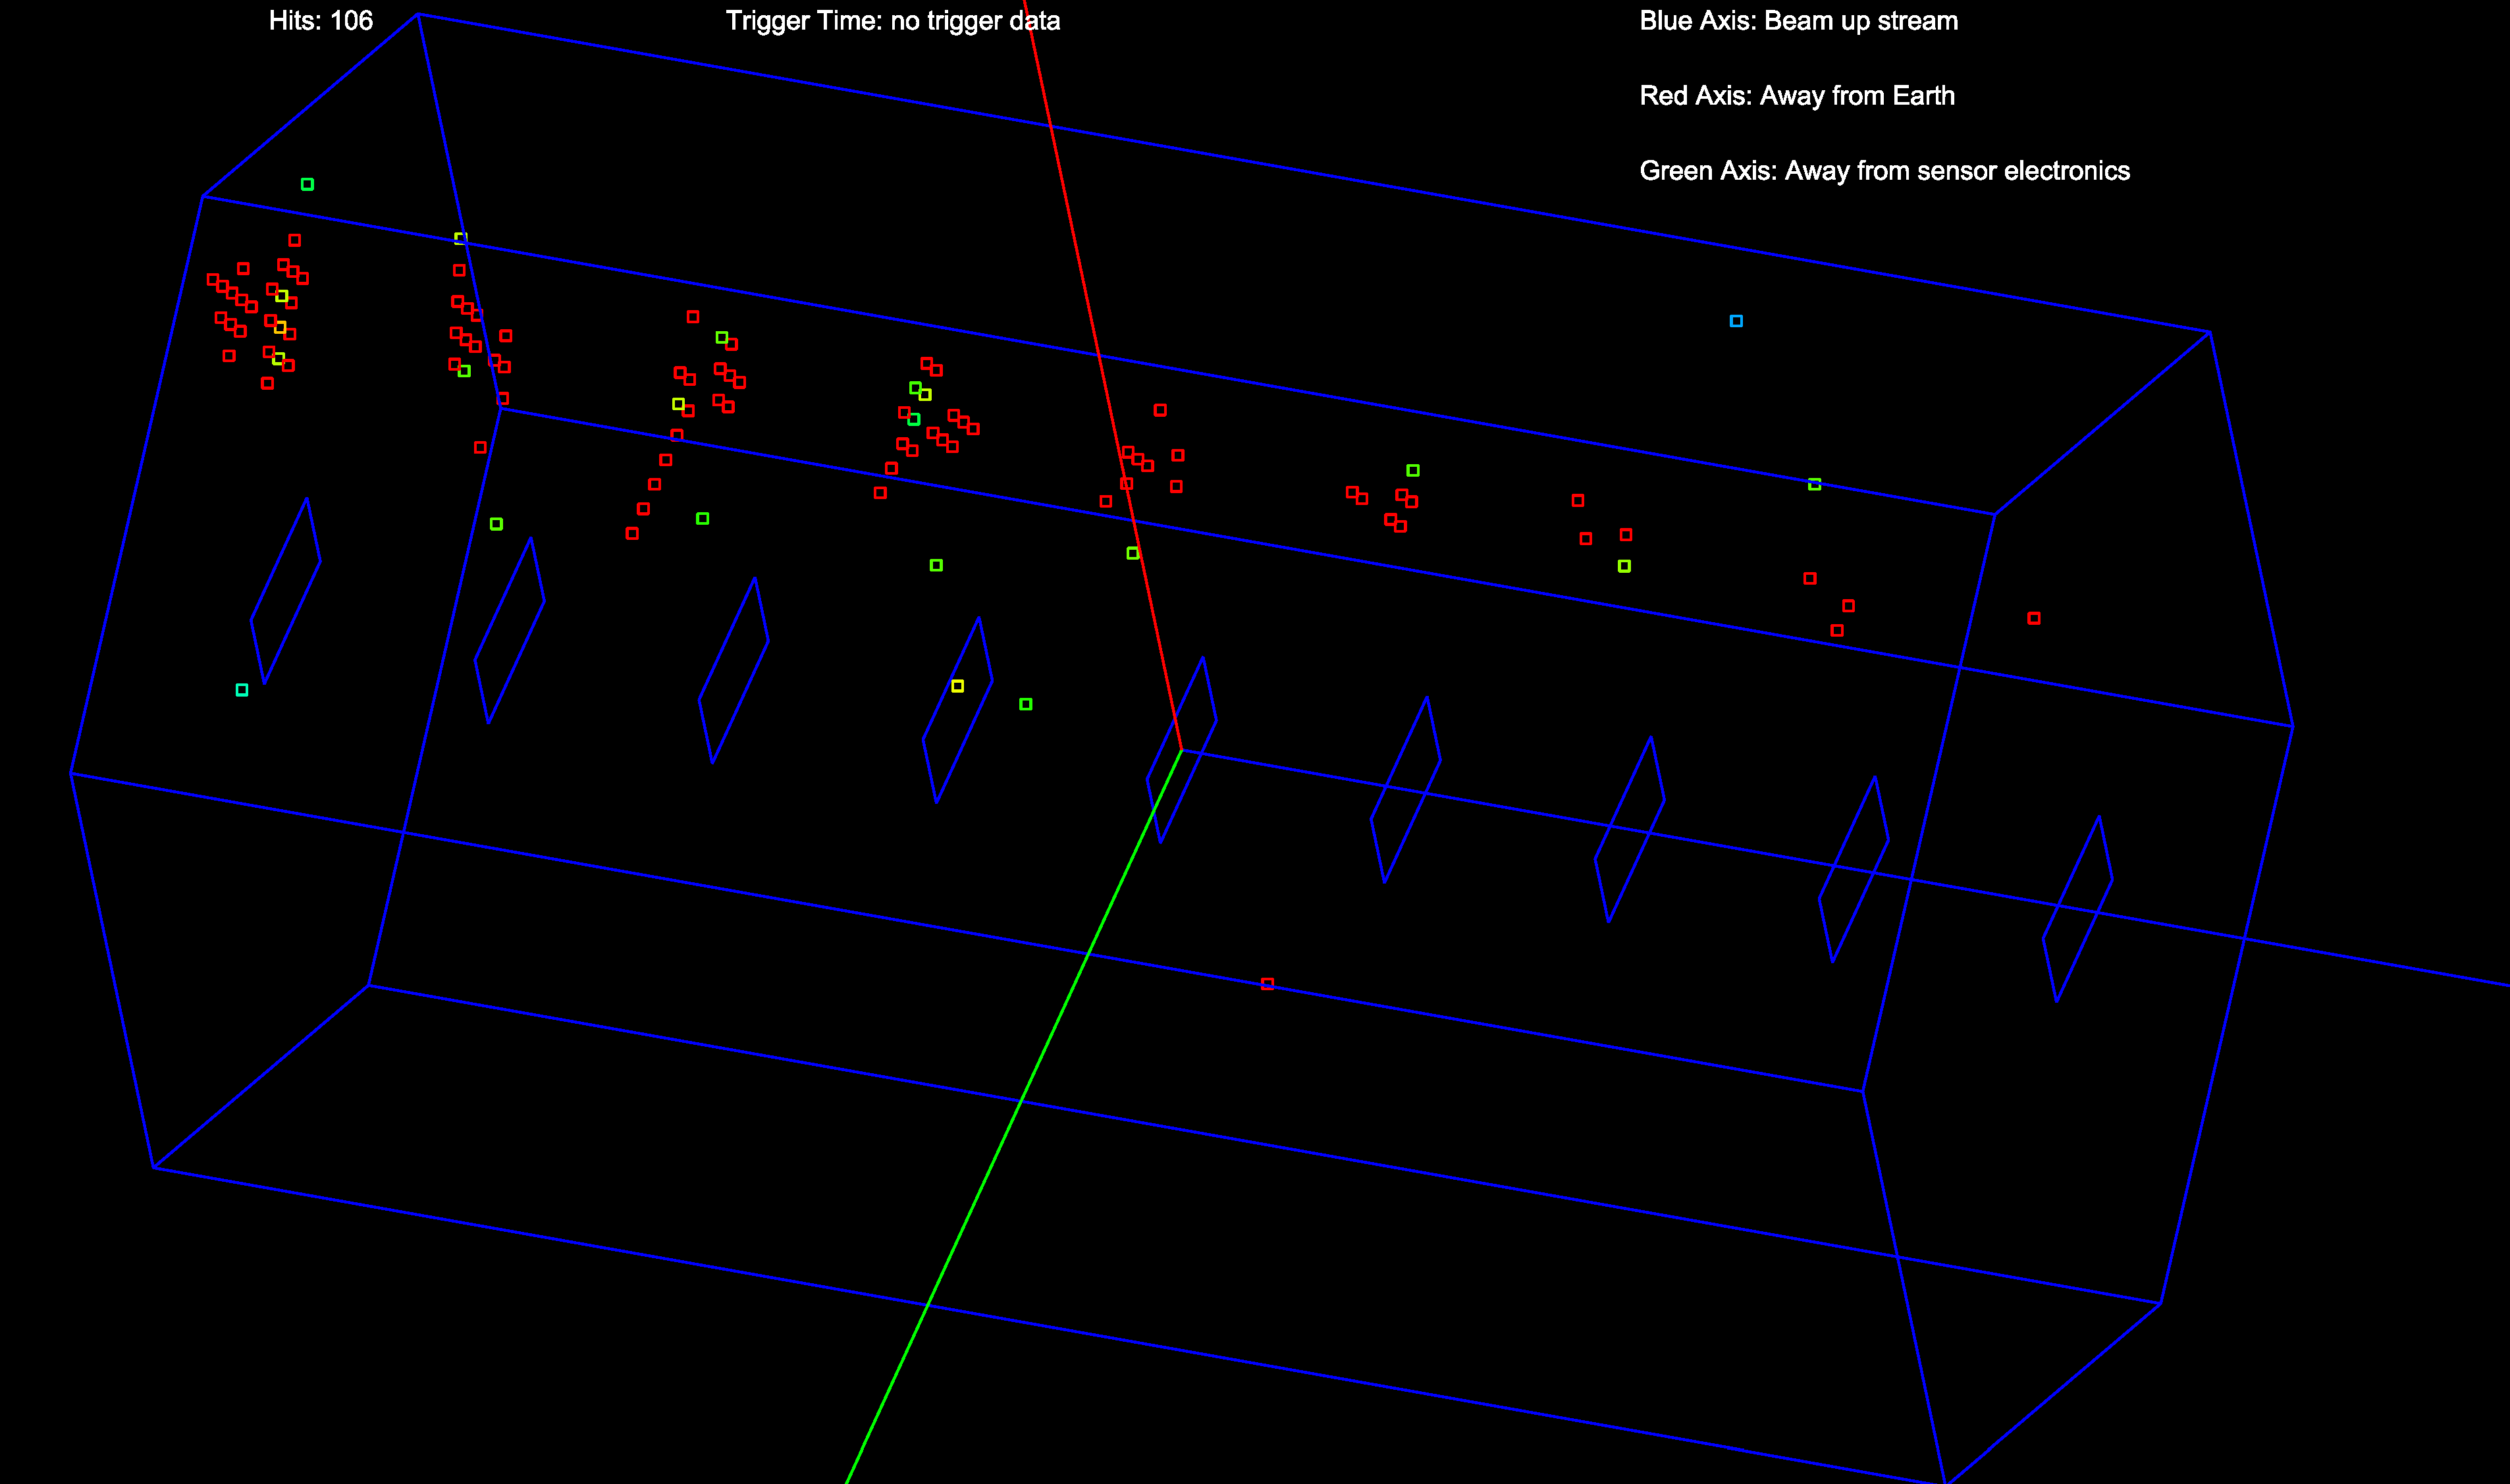 Hits: 106
Trigger Time: no trigger data
Blue Axis: Beam up stream
Red Axis: Away from Earth
Green Axis: Away from sensor electronics